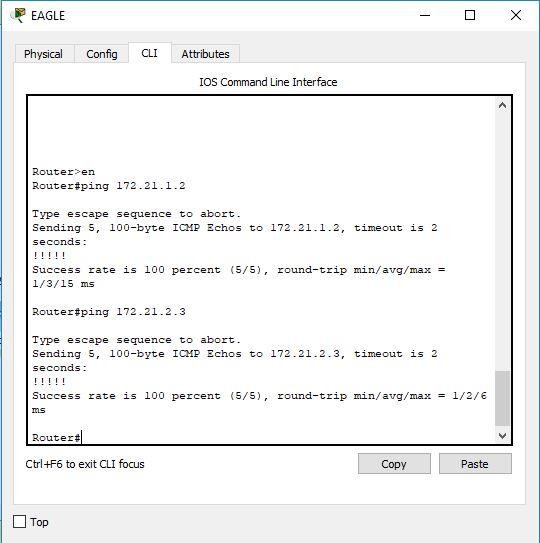 EAGLE
Physical Config CLI Attributes
IOS Command Line Interface
Router>en
Router#ping 172.21.1.2
Type escape sequence to abort.
Sending 5, 100-byte ICMP Echos to 172.21.1.2, timeout is 2
seconds:
!!!!!
Success rate is 100 percent (5/5), round-trip min/avg/max =
1/3/15 ms
Router#ping 172.21.2.3
Type escape sequence to abort.
Sending 5, 100-byte ICMP Echos to 172.21.2.3, timeout is 2
seconds:
!!!!!
Success rate is 100 percent (5/5), round-trip min/avg/max = 1/2/6
ms
Router#
Ctrl+F6 to exit CLI focus Copy Paste
Top